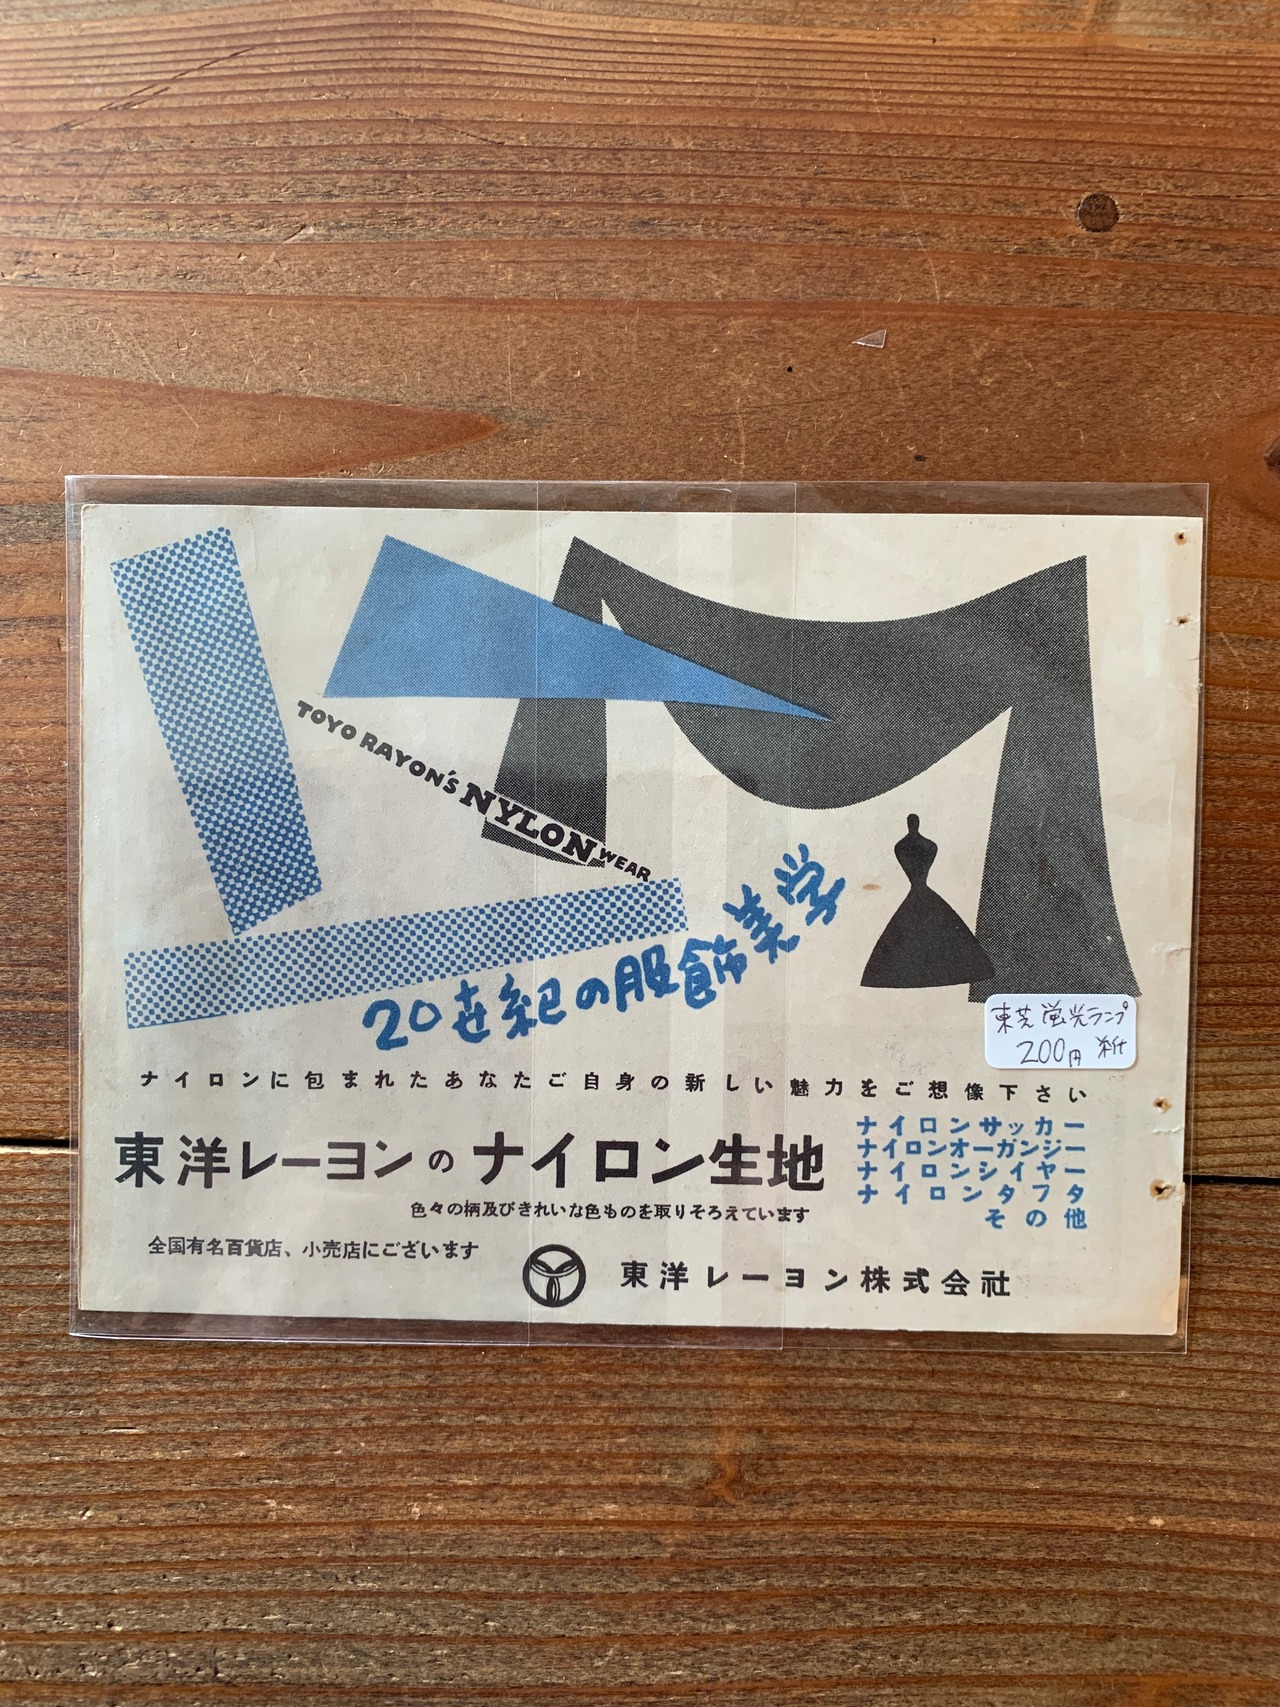 TOYO RAYON'S NYLON WEAR
20世紀の服飾美学
東芝蛍光ランプ
200円 紙
ナイロンに包まれたあなたご自身の新しい魅力をご想像下さい
東洋レーヨンのナイロン生地
色々の柄及びきれいな色ものを取りそろえています
ナイロンサッカー
ナイロンオーガンジー
ナイロンシイヤー
ナイロンタフタ
その他
全国有名百貨店、小売店にございます
東洋レーヨン株式会社